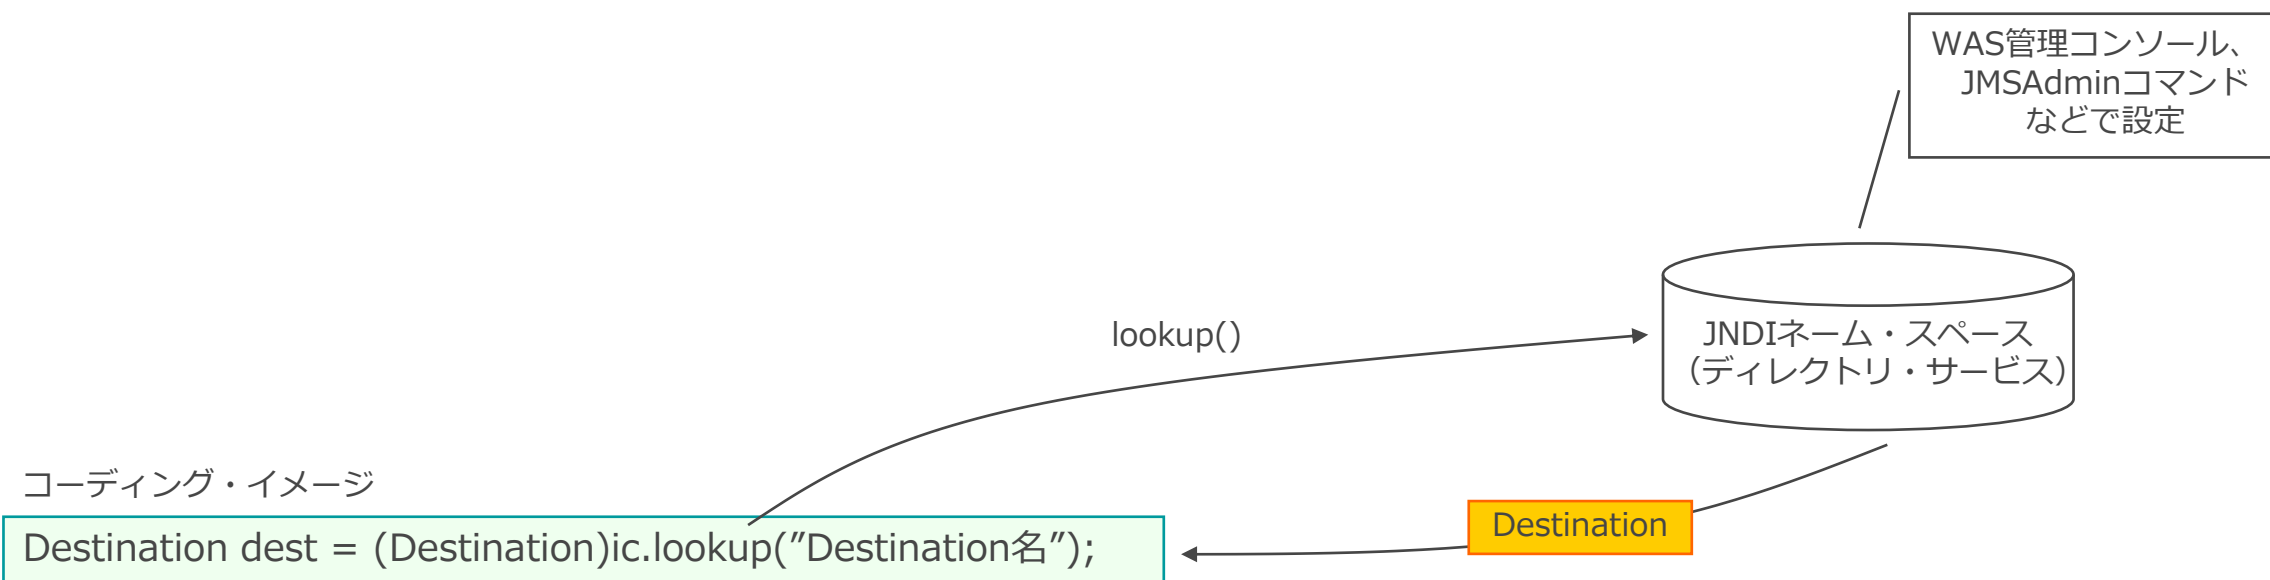 WAS管理コンソール、
JMSAdminコマンド
などで設定
lookup()
JNDIネーム・スペース
（ディレクトリ・サービス）
コーディング・イメージ
Destination
Destination dest = (Destination)ic.lookup(”Destination名”);